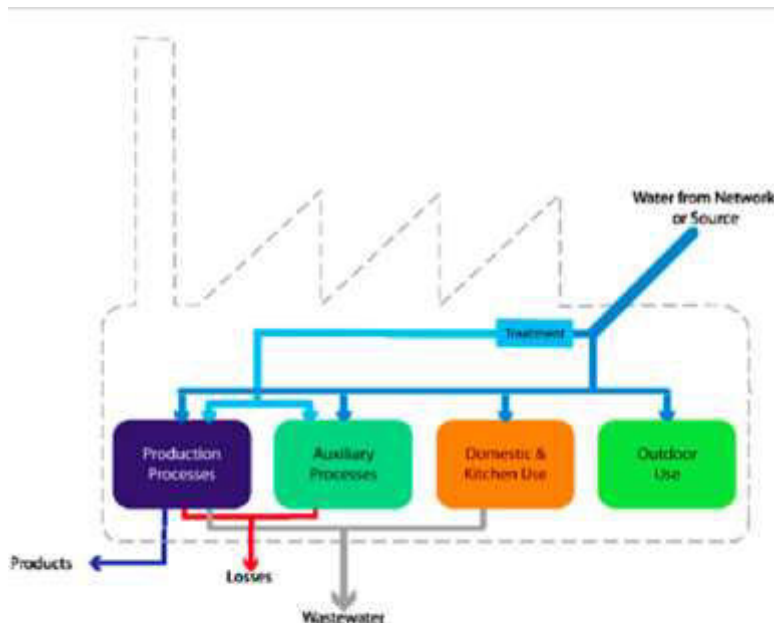 Water from Network
or Source
Treatment
Production
Processes
Auxiliary
Processes
Domestic &
Kitchen Use
Outdoor
Use
Products
Losses
Wastewater